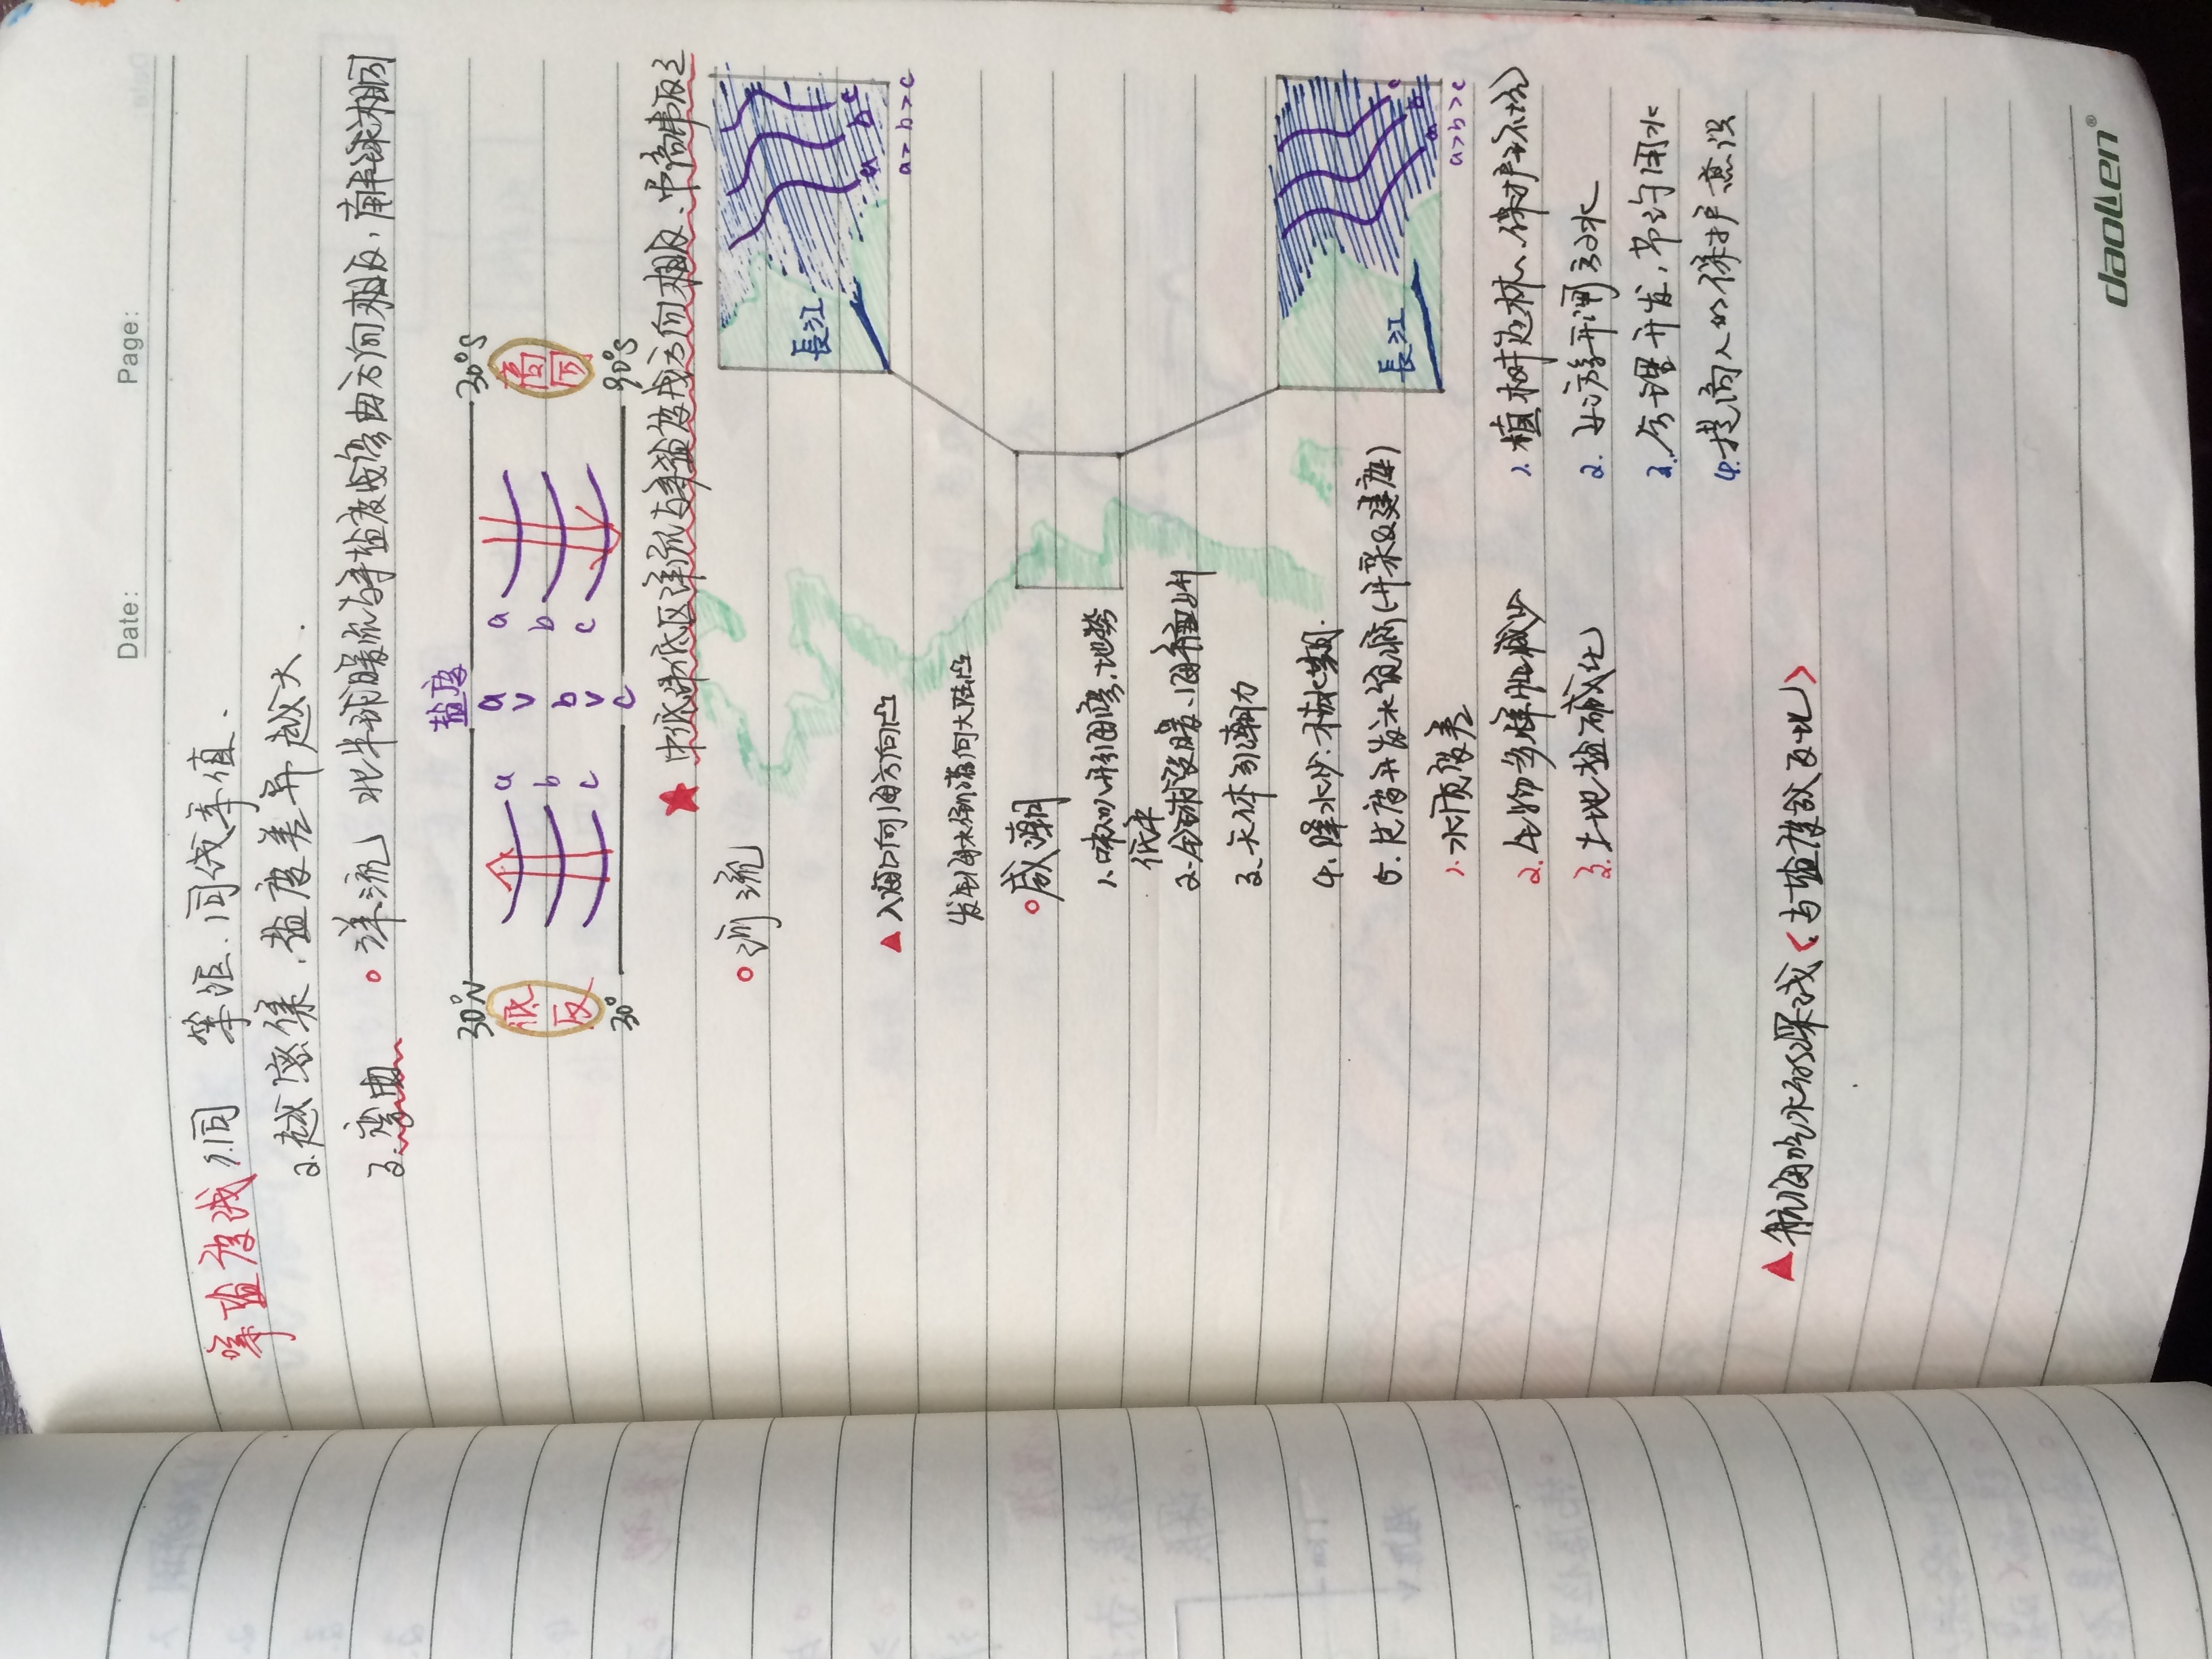 Date: Page:
等盐度线 1.同 等距.同线等值.
2.越密集,盐度差异越大.
3.弯曲 洋流 北半球暖流与等盐度线弯曲方向相反,南半球相同
盐度
30°N 30°S
低反 a b c
a
∨
b
∨
c
a b c 高同
30° 90°S
★ 中低纬低区洋流与等盐度线方向相反.中高纬反之
河流
長江
a b c
a > b > c
▲ 入海口向海方向凸
发生海水倒灌向大陆凸
咸潮
1.喇叭形海湾,地势
低平
2.全球变暖、海平面上升
3.天体引潮力
4.降水少:枯水期.
5.过度开发水资源(开采&建库)
長江
a b c
a>b>c
1.水质变差
2.生物多样性减少
3.土地盐碱化
1.植树造林、保护环境
2.上游开闸放水
3.合理开发,节约用水
4.提高人的保护意识
▲ 航海吃水的深浅<与盐度成反比>
daoLen®